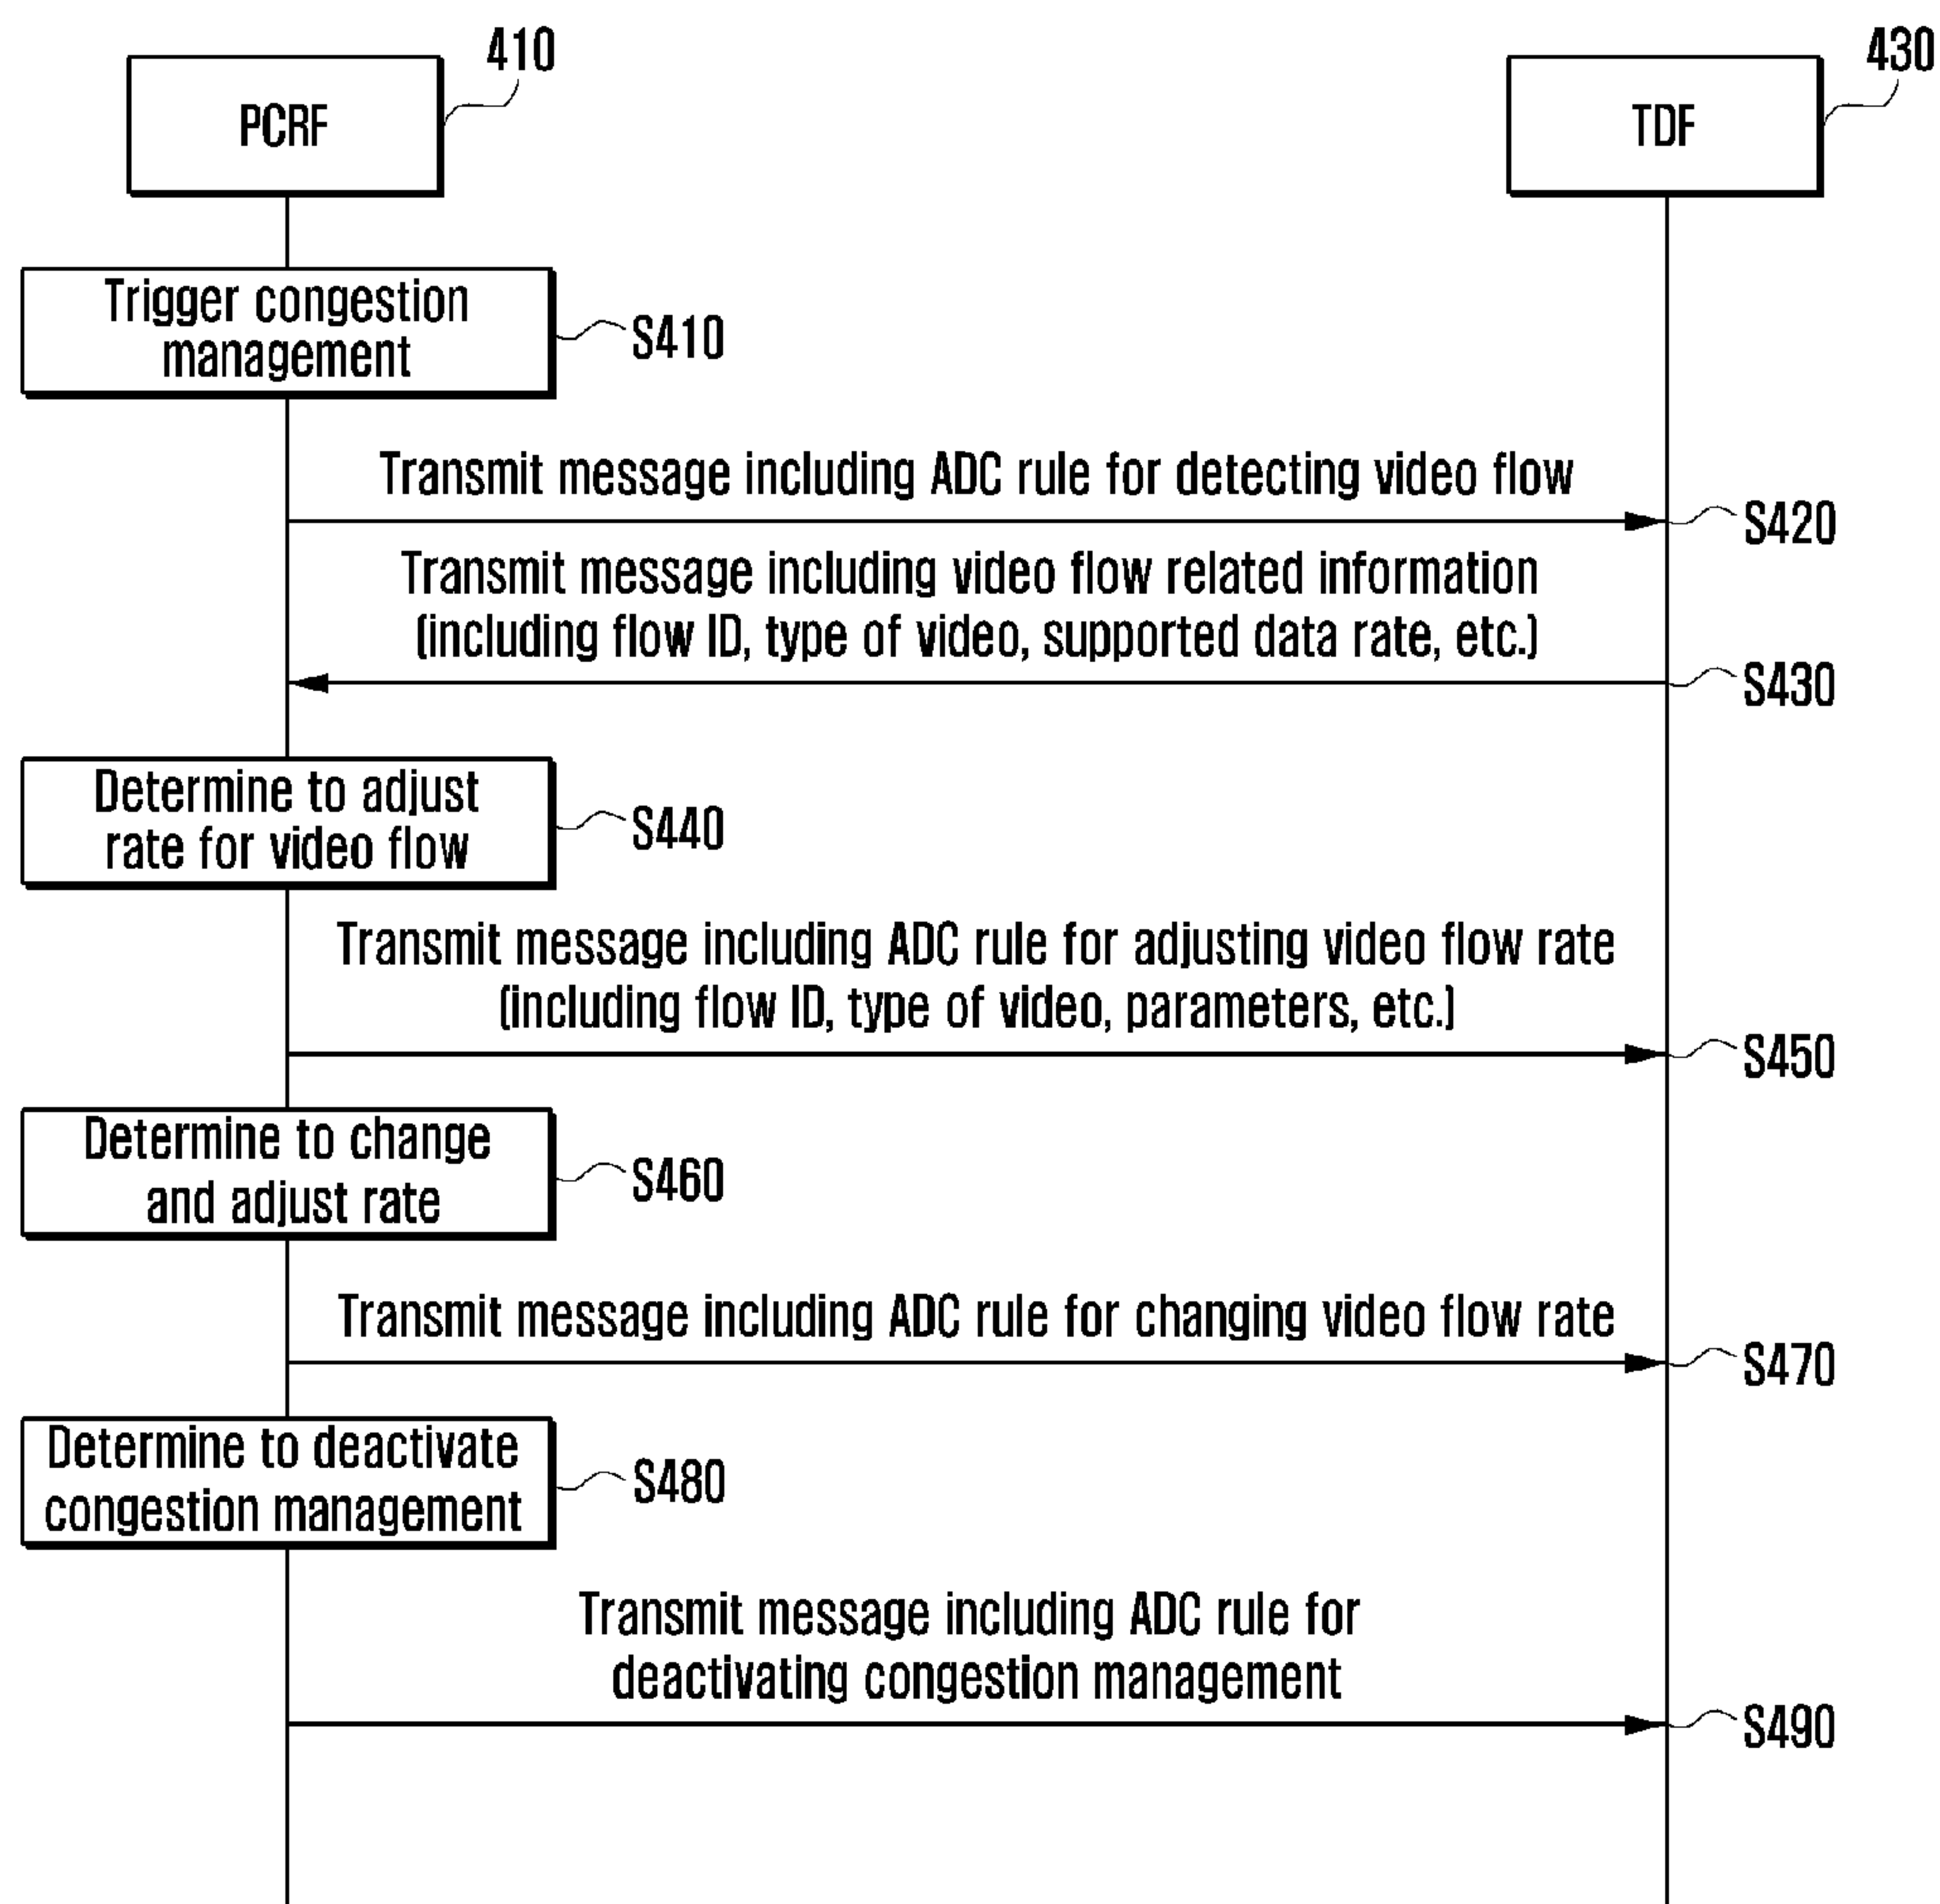 410
430
PCRF
TDF
Trigger congestion
management
S410
Transmit message including ADC rule for detecting video flow
S420
Transmit message including video flow related information
(including flow ID, type of video, supported data rate, etc.)
S430
Determine to adjust
rate for video flow
S440
Transmit message including ADC rule for adjusting video flow rate
(including flow ID, type of video, parameters, etc.)
S450
Determine to change
and adjust rate
S460
Transmit message including ADC rule for changing video flow rate
S470
Determine to deactivate
congestion management
S480
Transmit message including ADC rule for
deactivating congestion management
S490